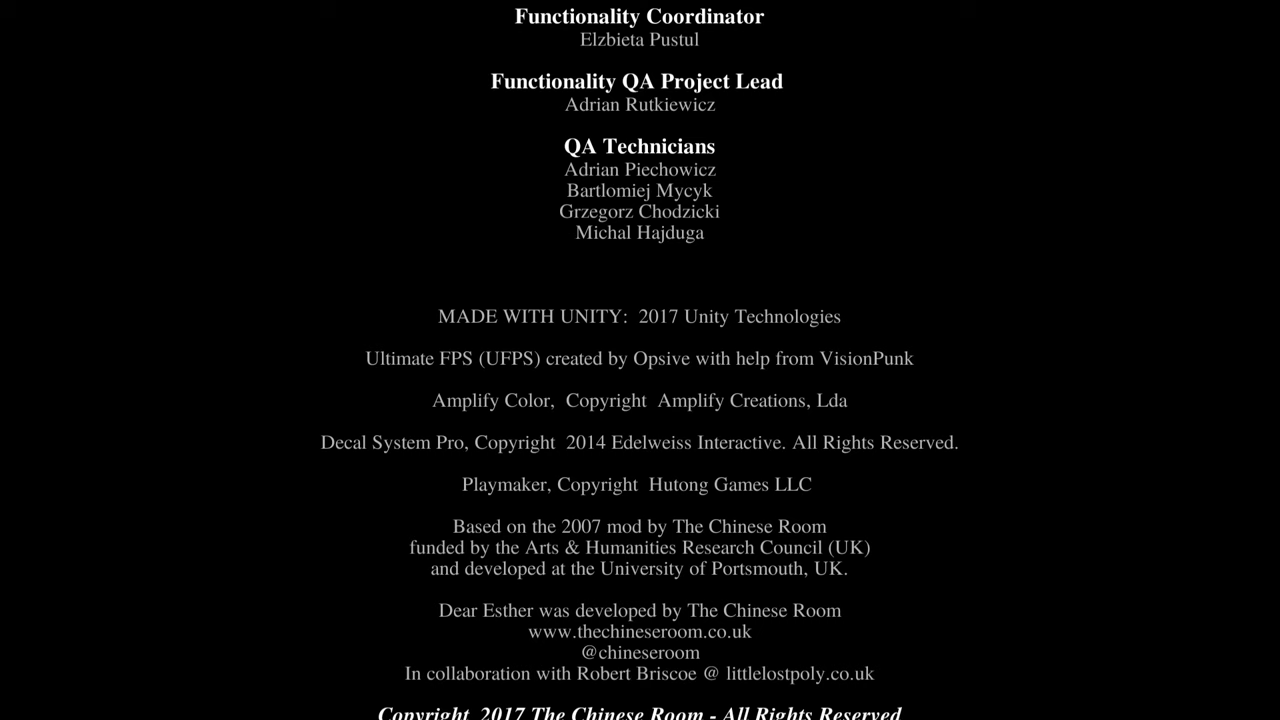 Functionality Coordinator
Elzbieta Pustul
Functionality QA Project Lead
Adrian Rutkiewicz
QA Technicians
Adrian Piechowicz
Bartlomiej Mycyk
Grzegorz Chodzicki
Michal Hajduga
MADE WITH UNITY:  2017 Unity Technologies
Ultimate FPS (UFPS) created by Opsive with help from VisionPunk
Amplify Color,  Copyright  Amplify Creations, Lda
Decal System Pro, Copyright  2014 Edelweiss Interactive. All Rights Reserved.
Playmaker, Copyright  Hutong Games LLC
Based on the 2007 mod by The Chinese Room
funded by the Arts & Humanities Research Council (UK)
and developed at the University of Portsmouth, UK.
Dear Esther was developed by The Chinese Room
www.thechineseroom.co.uk
@chineseroom
In collaboration with Robert Briscoe @ littlelostpoly.co.uk
Copyright  2017 The Chinese Room - All Rights Reserved